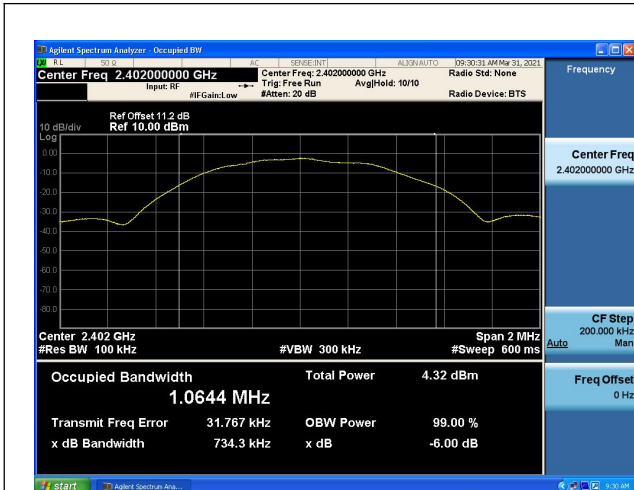 Agilent Spectrum Analyzer - Occupied BW
RL 50 Ω AC SENSE:INT ALIGNAUTO 09:30:31 AM Mar 31, 2021
Center Freq 2.402000000 GHz Center Freq: 2.402000000 GHz Radio Std: None Frequency
Input: RF Trig: Free Run Avg|Hold: 10/10
#IFGain:Low #Atten: 20 dB Radio Device: BTS
Ref Offset 11.2 dB
10 dB/div Ref 10.00 dBm
Log
0.00
-10.0
-20.0
-30.0
-40.0
-50.0
-60.0
-70.0
-80.0
Center Freq
2.402000000 GHz
Center 2.402 GHz Span 2 MHz
#Res BW 100 kHz #VBW 300 kHz #Sweep 600 ms
CF Step
200.000 kHz
Auto Man
Occupied Bandwidth Total Power 4.32 dBm
1.0644 MHz
Transmit Freq Error 31.767 kHz OBW Power 99.00 %
x dB Bandwidth 734.3 kHz x dB -6.00 dB
Freq Offset
0 Hz
start Agilent Spectrum Ana... 9:30 AM